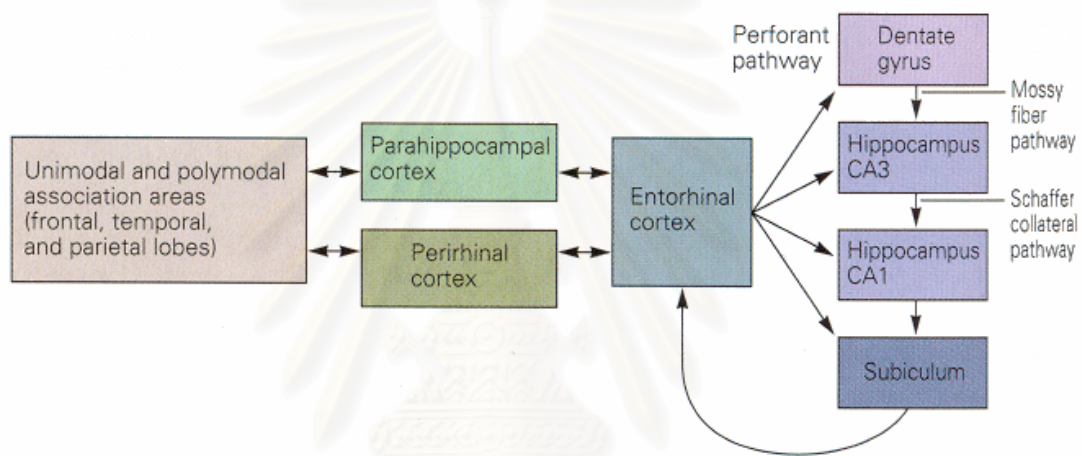 Perforant
pathway
Dentate
gyrus
Mossy
fiber
pathway
Unimodal and polymodal
association areas
(frontal, temporal,
and parietal lobes)
Parahippocampal
cortex
Perirhinal
cortex
Entorhinal
cortex
Hippocampus
CA3
Schaffer
collateral
pathway
Hippocampus
CA1
Subiculum